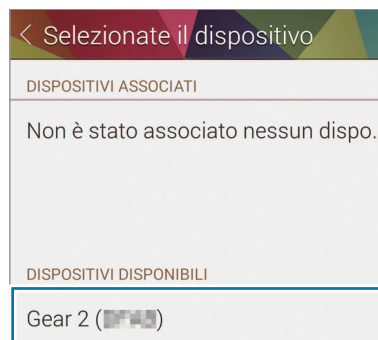 < Selezionate il dispositivo
DISPOSITIVI ASSOCIATI
Non è stato associato nessun dispo.
DISPOSITIVI DISPONIBILI
Gear 2 ( )